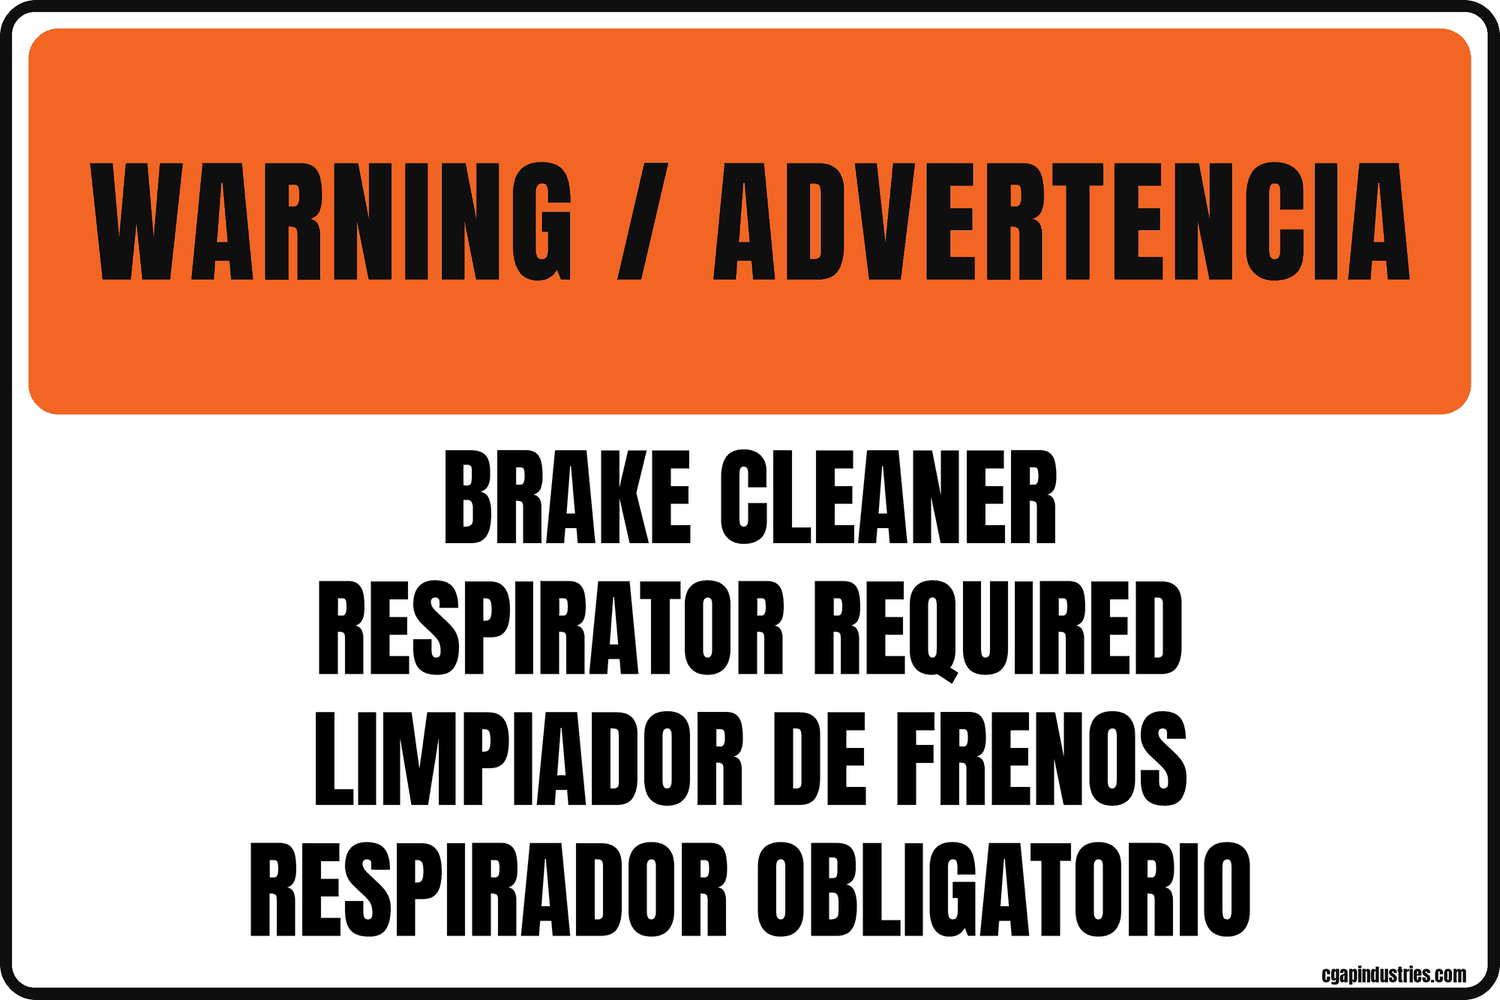 WARNING / ADVERTENCIA
BRAKE CLEANER
RESPIRATOR REQUIRED
LIMPIADOR DE FRENOS
RESPIRADOR OBLIGATORIO
cgapindustries.com